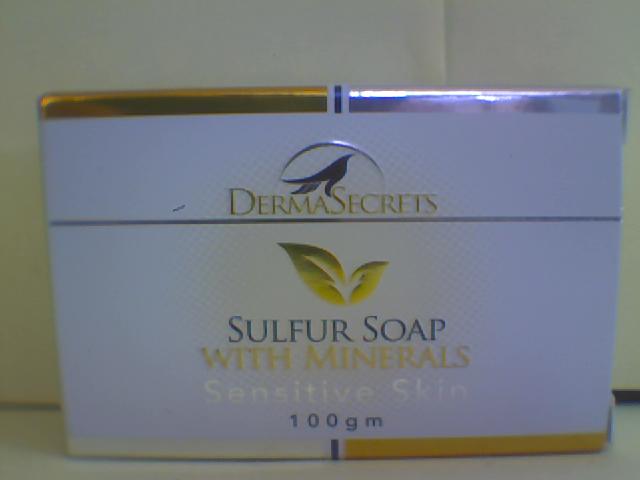 DERMASECRETS
SULFUR SOAP
WITH MINERALS
Sensitive Skin
100gm